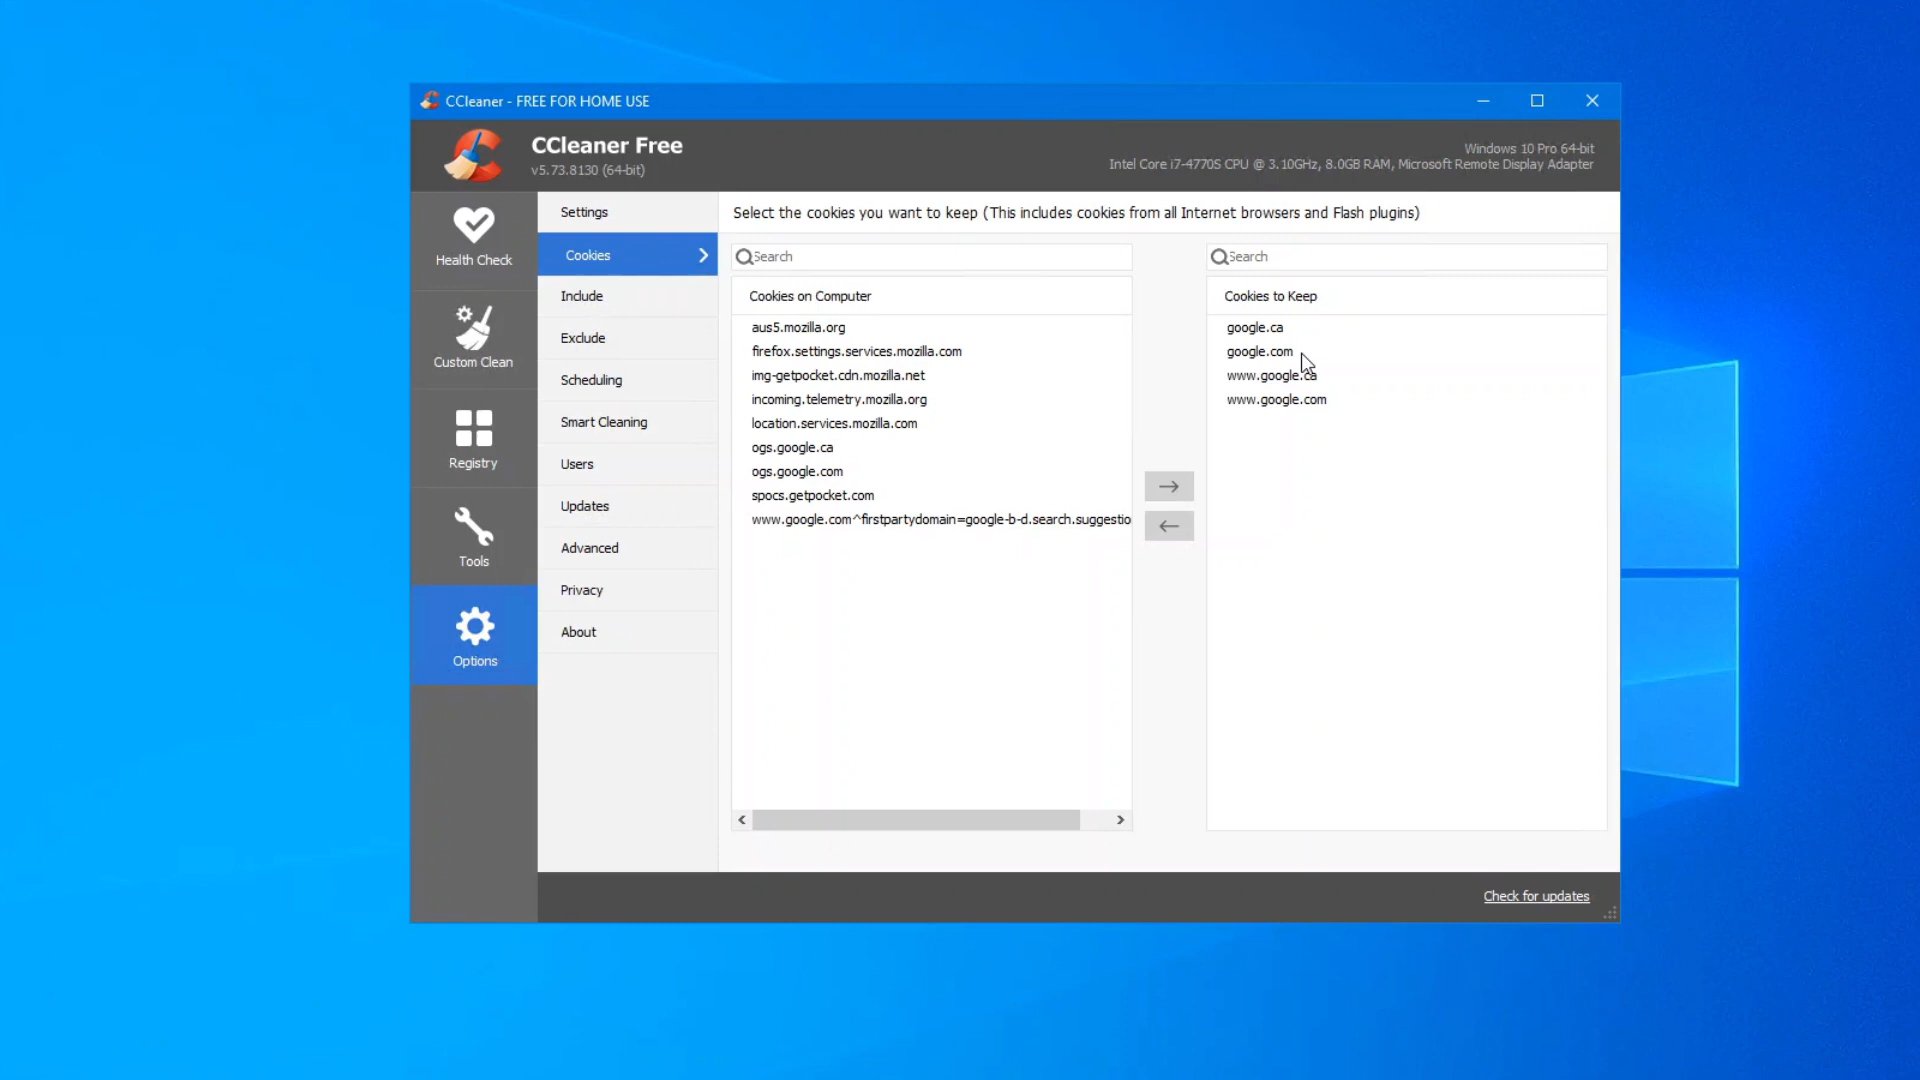 CCleaner - FREE FOR HOME USE
CCleaner Free
v5.73.8130 (64-bit)
Windows 10 Pro 64-bit
Intel Core i7-4770S CPU @ 3.10GHz, 8.0GB RAM, Microsoft Remote Display Adapter
Health Check
Custom Clean
Registry
Tools
Options
Settings
Cookies
Include
Exclude
Scheduling
Smart Cleaning
Users
Updates
Advanced
Privacy
About
Select the cookies you want to keep (This includes cookies from all Internet browsers and Flash plugins)
Search
Cookies on Computer
aus5.mozilla.org
firefox.settings.services.mozilla.com
img-getpocket.cdn.mozilla.net
incoming.telemetry.mozilla.org
location.services.mozilla.com
ogs.google.ca
ogs.google.com
spocs.getpocket.com
www.google.com^firstpartydomain=google-b-d.search.suggestio
Search
Cookies to Keep
google.ca
google.com
www.google.ca
www.google.com
Check for updates